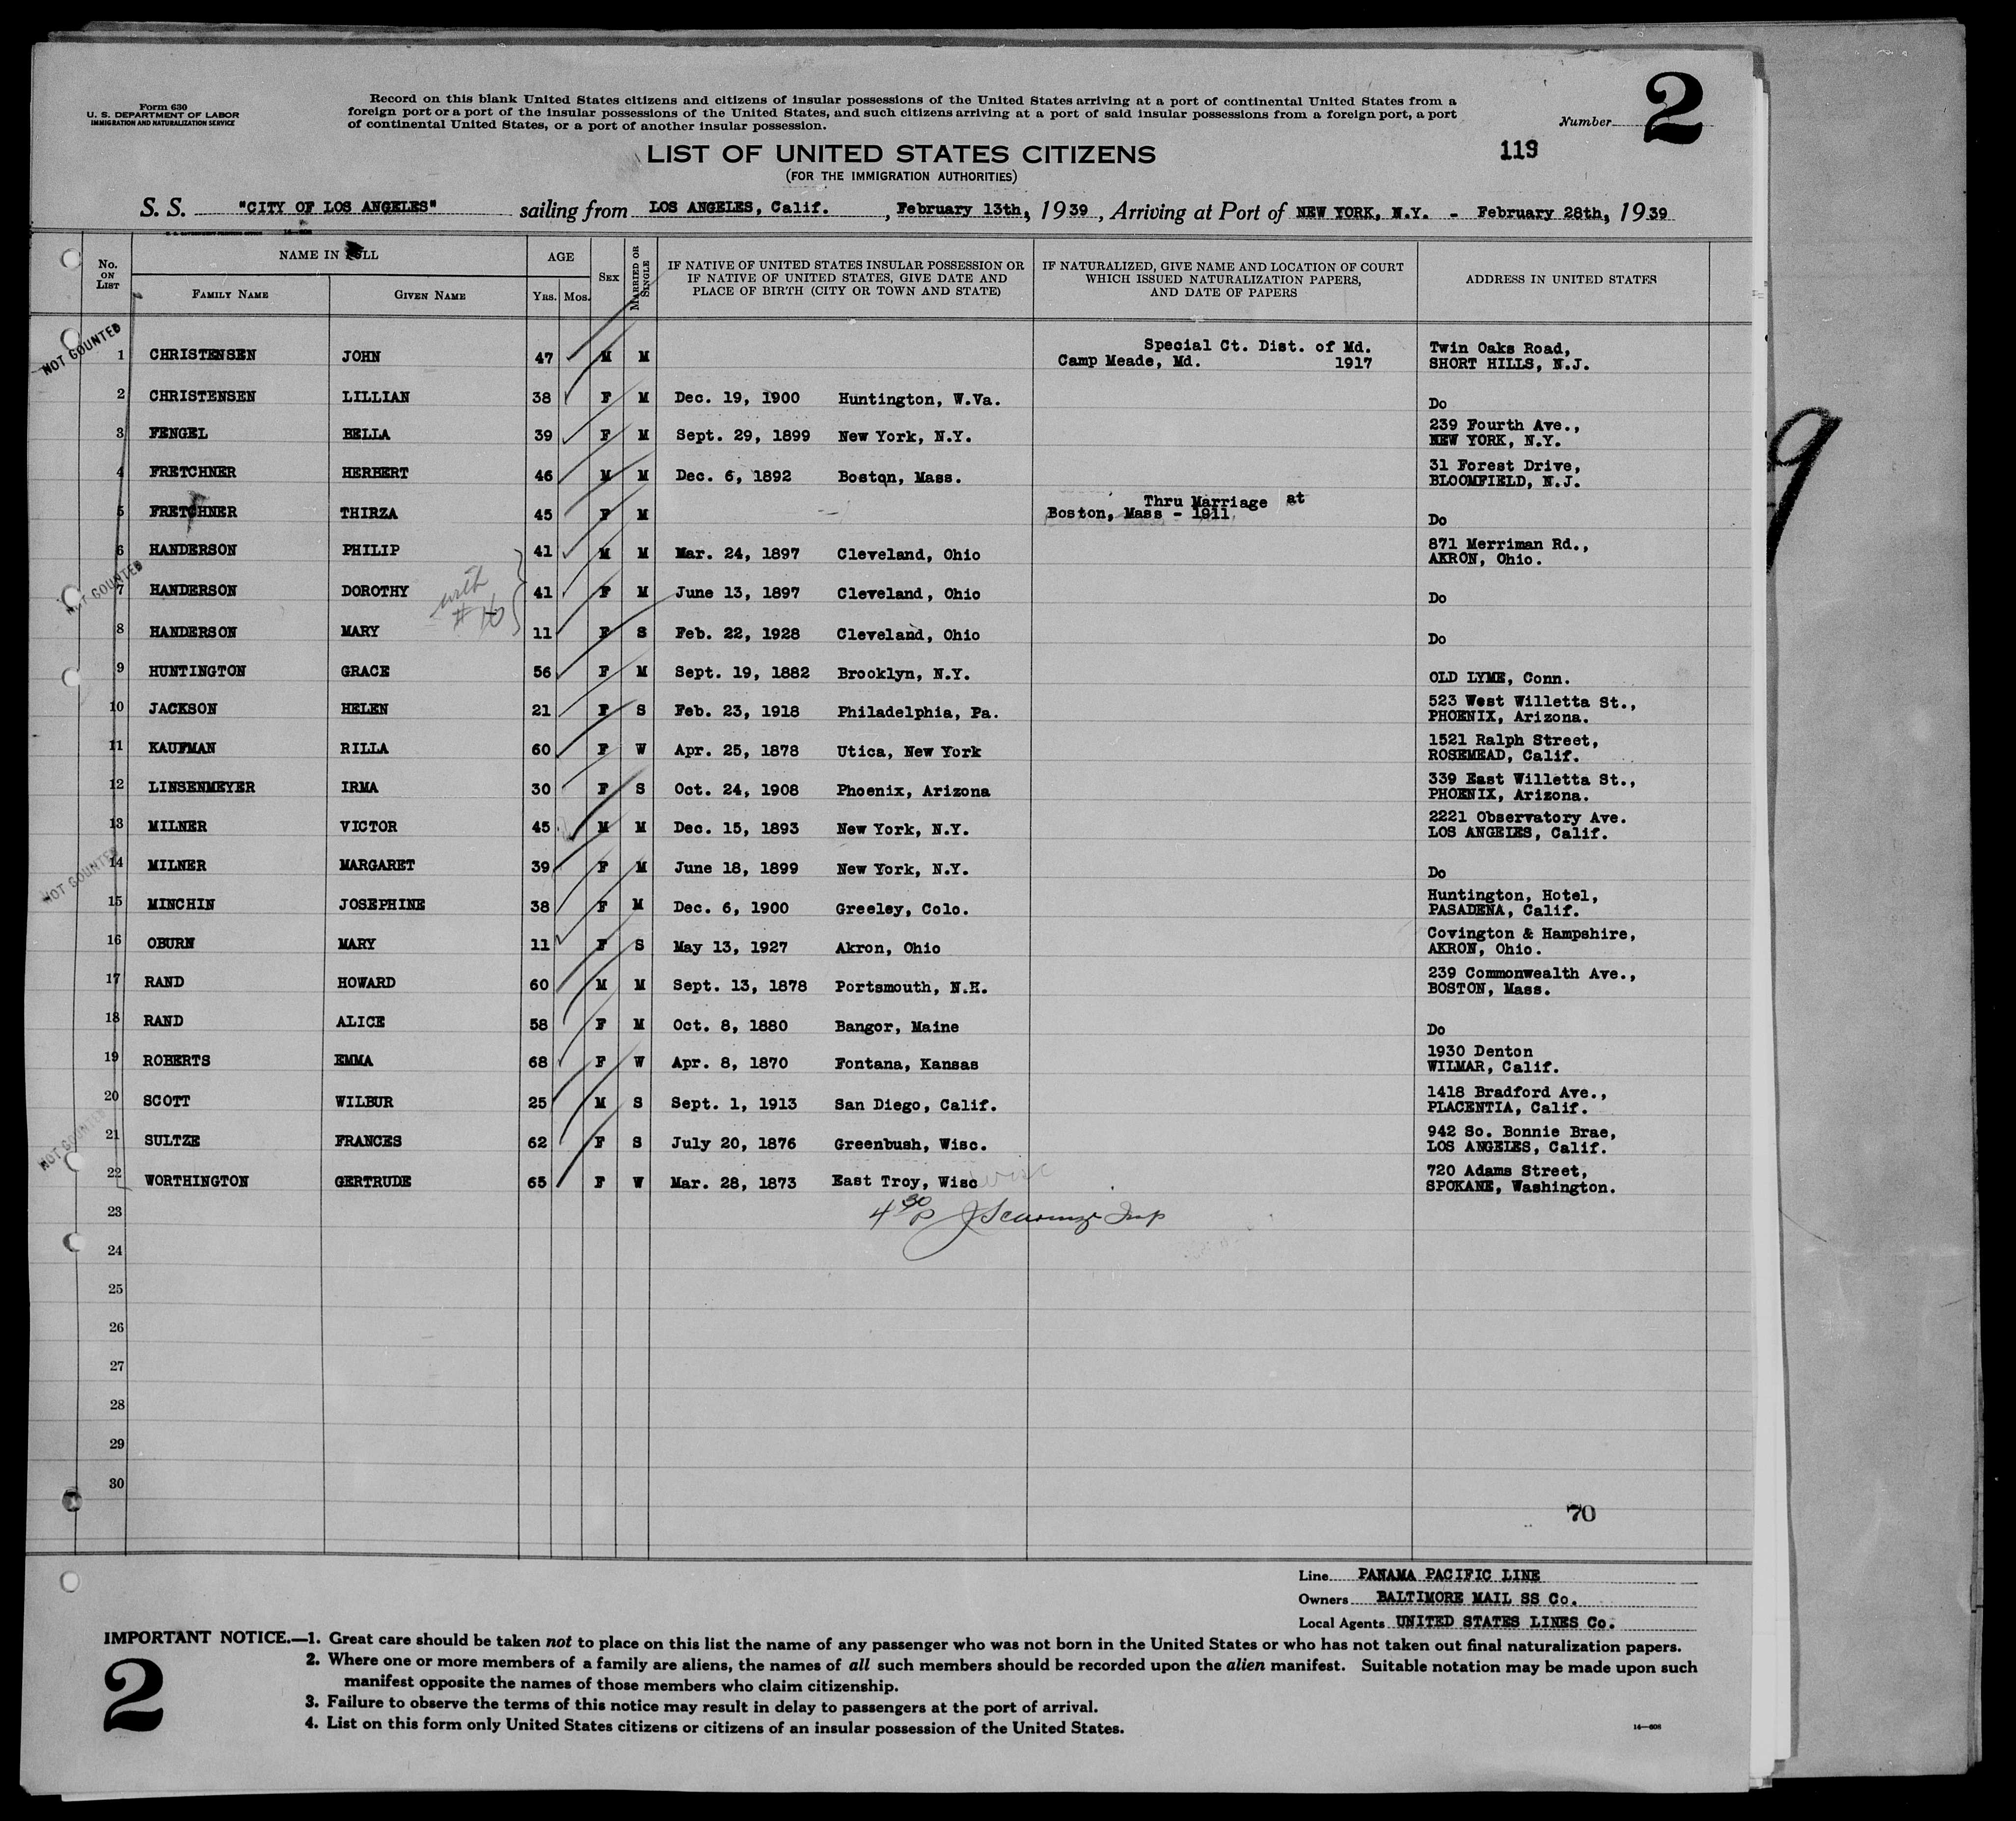 Form 630
U. S. DEPARTMENT OF LABOR
IMMIGRATION AND NATURALIZATION SERVICE
Record on this blank United States citizens and citizens of insular possessions of the United States arriving at a port of continental United States from a
foreign port or a port of the insular possessions of the United States, and such citizens arriving at a port of said insular possessions from a foreign port, a port
of continental United States, or a port of another insular possession.
Number 2
119
LIST OF UNITED STATES CITIZENS
(FOR THE IMMIGRATION AUTHORITIES)
S. S. "CITY OF LOS ANGELES" sailing from LOS ANGELES, Calif. , February 13th, 1939, Arriving at Port of NEW YORK, N.Y. - February 28th, 1939
No. ON LIST
NAME IN FULL
FAMILY NAME GIVEN NAME
AGE
YRS. MOS.
SEX
MARRIED OR SINGLE
IF NATIVE OF UNITED STATES INSULAR POSSESSION OR
IF NATIVE OF UNITED STATES, GIVE DATE AND
PLACE OF BIRTH (CITY OR TOWN AND STATE)
IF NATURALIZED, GIVE NAME AND LOCATION OF COURT
WHICH ISSUED NATURALIZATION PAPERS,
AND DATE OF PAPERS
ADDRESS IN UNITED STATES
NOT COUNTED
1 CHRISTENSEN JOHN 47 M M Special Ct. Dist. of Md. Twin Oaks Road,
Camp Meade, Md. 1917 SHORT HILLS, N.J.
2 CHRISTENSEN LILLIAN 38 F M Dec. 19, 1900 Huntington, W.Va. Do
3 FENGEL BELLA 39 F M Sept. 29, 1899 New York, N.Y. 239 Fourth Ave.,
NEW YORK, N.Y.
4 FRETCHNER HERBERT 46 M M Dec. 6, 1892 Boston, Mass. 31 Forest Drive,
BLOOMFIELD, N.J.
5 FRETCHNER THIRZA 45 F M Thru Marriage at
Boston, Mass - 1911 Do
6 HANDERSON PHILIP 41 M M Mar. 24, 1897 Cleveland, Ohio 871 Merriman Rd.,
AKRON, Ohio.
NOT COUNTED
7 HANDERSON DOROTHY with # 16 41 F M June 13, 1897 Cleveland, Ohio Do
8 HANDERSON MARY 11 F S Feb. 22, 1928 Cleveland, Ohio Do
9 HUNTINGTON GRACE 56 F M Sept. 19, 1882 Brooklyn, N.Y. OLD LYME, Conn.
10 JACKSON HELEN 21 F S Feb. 23, 1918 Philadelphia, Pa. 523 West Willetta St.,
PHOENIX, Arizona.
11 KAUFMAN RILLA 60 F W Apr. 25, 1878 Utica, New York 1521 Ralph Street,
ROSEMEAD, Calif.
12 LINSENMEYER IRMA 30 F S Oct. 24, 1908 Phoenix, Arizona 339 East Willetta St.,
PHOENIX, Arizona.
13 MILNER VICTOR 45 M M Dec. 15, 1893 New York, N.Y. 2221 Observatory Ave.
LOS ANGELES, Calif.
NOT COUNTED
14 MILNER MARGARET 39 F M June 18, 1899 New York, N.Y. Do
15 MINCHIN JOSEPHINE 38 F M Dec. 6, 1900 Greeley, Colo. Huntington, Hotel,
PASADENA, Calif.
16 OBURN MARY 11 F S May 13, 1927 Akron, Ohio Covington & Hampshire,
AKRON, Ohio.
17 RAND HOWARD 60 M M Sept. 13, 1878 Portsmouth, N.H. 239 Commonwealth Ave.,
BOSTON, Mass.
18 RAND ALICE 58 F M Oct. 8, 1880 Bangor, Maine Do
19 ROBERTS EMMA 68 F W Apr. 8, 1870 Fontana, Kansas 1930 Denton
WILMAR, Calif.
20 SCOTT WILBUR 25 M S Sept. 1, 1913 San Diego, Calif. 1418 Bradford Ave.,
PLACENTIA, Calif.
NOT COUNTED
21 SULTZE FRANCES 62 F S July 20, 1876 Greenbush, Wisc. 942 So. Bonnie Brae,
LOS ANGELES, Calif.
22 WORTHINGTON GERTRUDE 65 F W Mar. 28, 1873 East Troy, Wisc wisc 720 Adams Street,
SPOKANE, Washington.
23 4 30 P
24
25
26
27
28
29
30
70
9
Line PANAMA PACIFIC LINE
Owners BALTIMORE MAIL SS Co.
Local Agents UNITED STATES LINES Co.
IMPORTANT NOTICE.—1. Great care should be taken not to place on this list the name of any passenger who was not born in the United States or who has not taken out final naturalization papers.
2. Where one or more members of a family are aliens, the names of all such members should be recorded upon the alien manifest. Suitable notation may be made upon such
manifest opposite the names of those members who claim citizenship.
3. Failure to observe the terms of this notice may result in delay to passengers at the port of arrival.
4. List on this form only United States citizens or citizens of an insular possession of the United States.
2
14—608